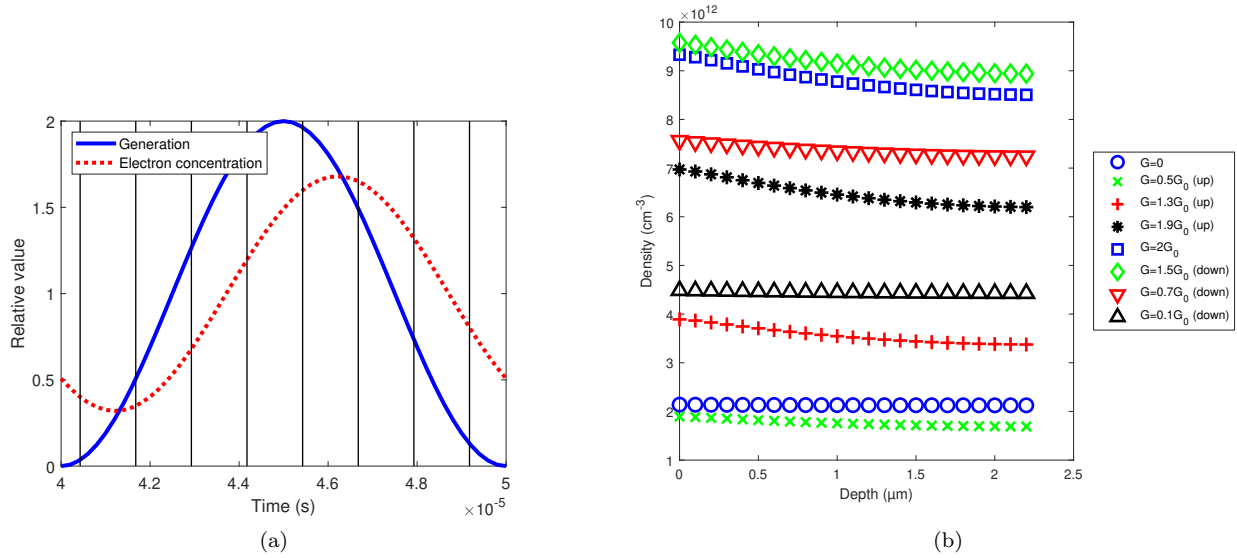 2
1.5
1
0.5
0
Relative value
Generation
Electron concentration
4
4.2
4.4
4.6
4.8
5
Time (s)
×10⁻⁵
(a)
×10¹²
10
9
8
7
6
5
4
3
2
1
Density (cm⁻³)
0
0.5
1
1.5
2
2.5
Depth (μm)
G=0
G=0.5G₀ (up)
G=1.3G₀ (up)
G=1.9G₀ (up)
G=2G₀
G=1.5G₀ (down)
G=0.7G₀ (down)
G=0.1G₀ (down)
(b)